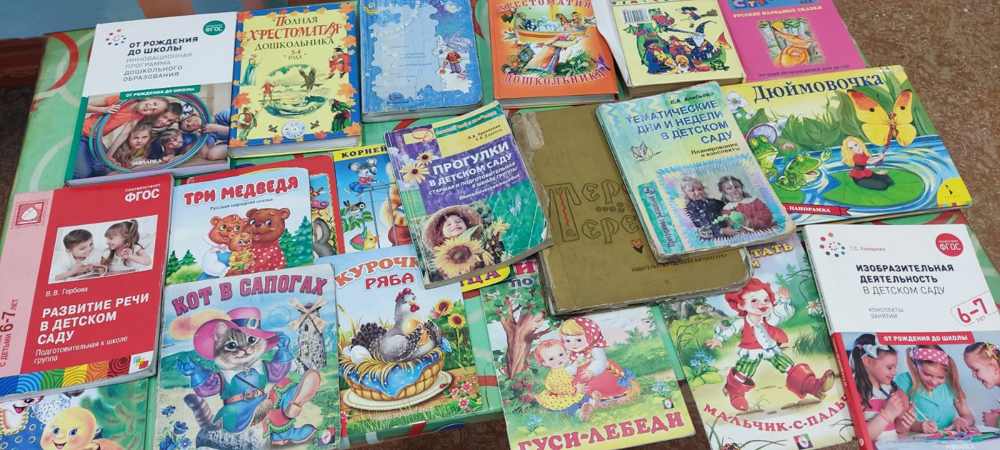 ФГОС
ОТ РОЖДЕНИЯ
ДО ШКОЛЫ
ИННОВАЦИОННАЯ
ПРОГРАММА
ДОШКОЛЬНОГО
ОБРАЗОВАНИЯ
ОТ РОЖДЕНИЯ ДО ШКОЛЫ
МОЗАИКА
ПОЛНАЯ
ХРЕСТОМАТИЯ
ДОШКОЛЬНИКА
3-4
ГОДА
ХРЕСТОМАТИЯ
ДОШКОЛЬНИКА
ЛЕТ
РУССКИЕ НАРОДНЫЕ СКАЗКИ
ЛУЧШИЕ ПРОИЗВЕДЕНИЯ ДЛЯ ДЕТЕЙ
Н.В. Кравченко
ПРОГУЛКИ
В ДЕТСКОМ САДУ
СТАРШАЯ И ПОДГОТОВИТЕЛЬНАЯ
К ШКОЛЕ ГРУППЫ
Методическое пособие
Е.А. Алябьева
ТЕМАТИЧЕСКИЕ
ДНИ И НЕДЕЛИ
В ДЕТСКОМ
САДУ
Планирование
и конспекты
Программа развития
ИЗДАТЕЛЬСТВО «ДЕТСКАЯ ЛИТЕРАТУРА»
ДЮЙМОВОЧКА
-ПАНОРАМКА
КОРНЕЙ
ТРИ МЕДВЕДЯ
Русская народная сказка
СООТВЕТСТВУЕТ
ФГОС
В. В. Гербова
РАЗВИТИЕ РЕЧИ
В ДЕТСКОМ
САДУ
Подготовительная к школе
группа
С ДЕТЬМИ 6-7 ЛЕТ
КОТ В САПОГАХ
КУРОЧК
РЯБА
Русская народная сказка
ГУСИ-ЛЕБЕДИ
МАЛЬЧИК-С-ПАЛЬ
ФГОС
Т.С. Комарова
ИЗОБРАЗИТЕЛЬНАЯ
ДЕЯТЕЛЬНОСТЬ
В ДЕТСКОМ САДУ
КОНСПЕКТЫ
ЗАНЯТИЙ
6–7
лет
ОТ РОЖДЕНИЯ ДО ШКОЛЫ
МОЗАИКА